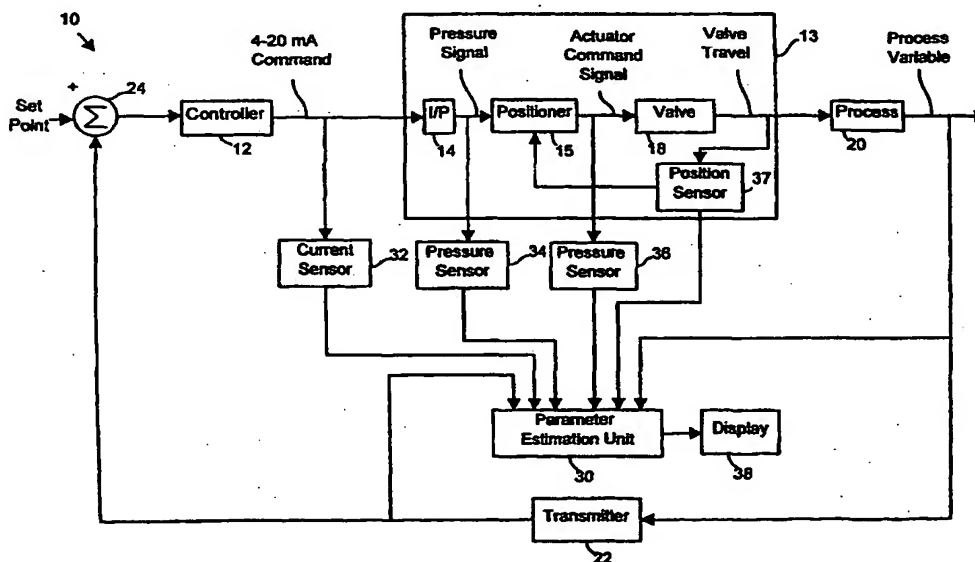 10
4-20 mA
Command
Pressure
Signal
Actuator
Command
Signal
Valve
Travel
13
Process
Variable
+
24
Set
Point
Σ
Controller
12
I/P
14
Positioner
15
Valve
18
Process
20
Position
Sensor
37
Current
Sensor
32
Pressure
Sensor
34
Pressure
Sensor
36
Parameter
Estimation Unit
30
Display
38
Transmitter
22